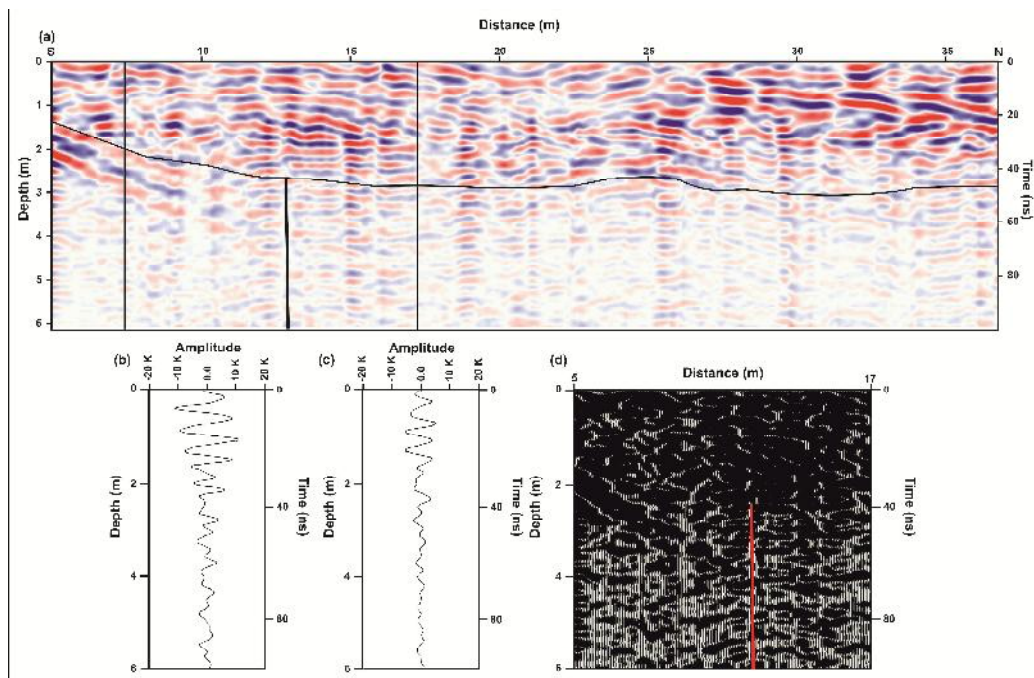 Distance (m)
(a)
5 10 15 20 25 30 35 N
0 1 2 3 4 5 6
Depth (m)
0 20 40 60 80
Time (ns)
(b)
Amplitude
-20 K -10 K 0.0 10 K 20 K
0 2 4 6
Depth (m)
0 40 80
Time (ns)
(c)
Amplitude
-20 K -10 K 0.0 10 K 20 K
0 2 4 6
Depth (m)
0 40 80
Time (ns)
(d)
Distance (m)
5 17
0 2 4 6
Depth (m)
0 40 80
Time (ns)